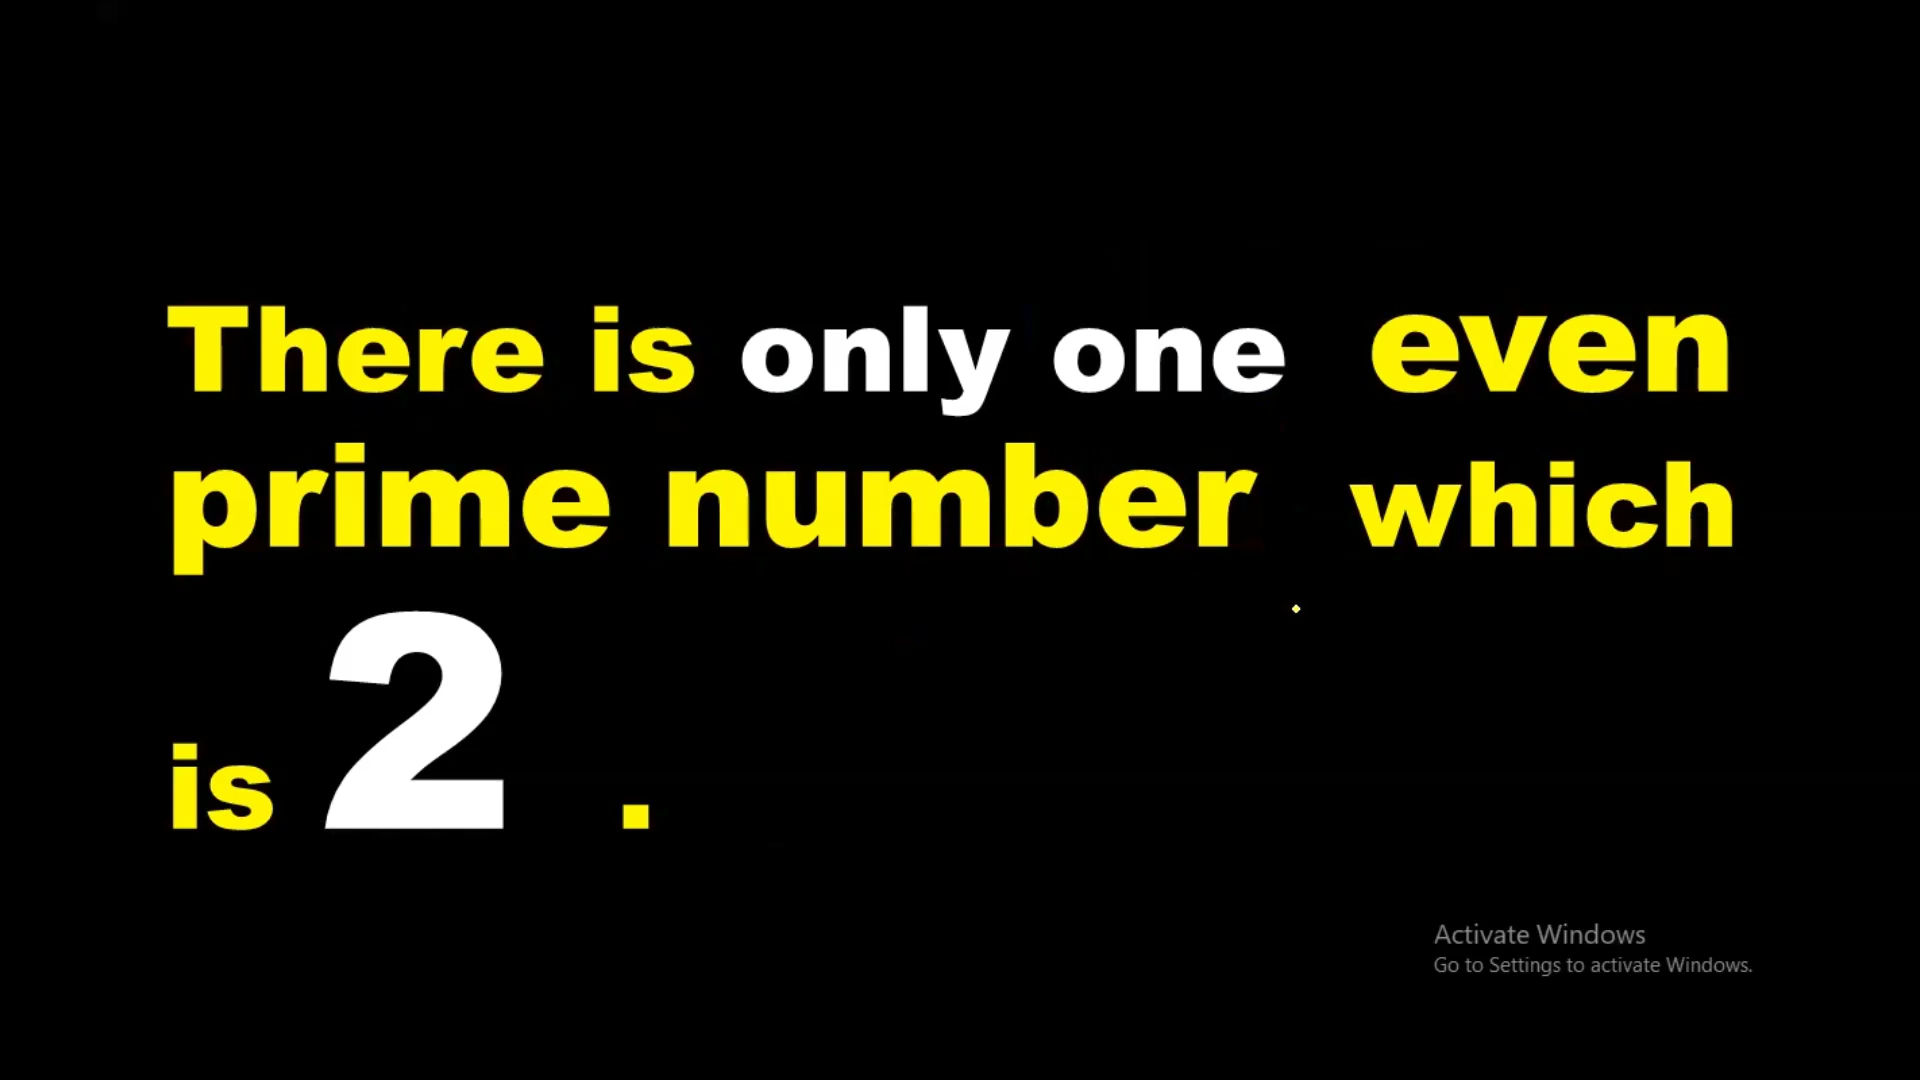 There is only one even
prime number which
is 2 .
Activate Windows
Go to Settings to activate Windows.